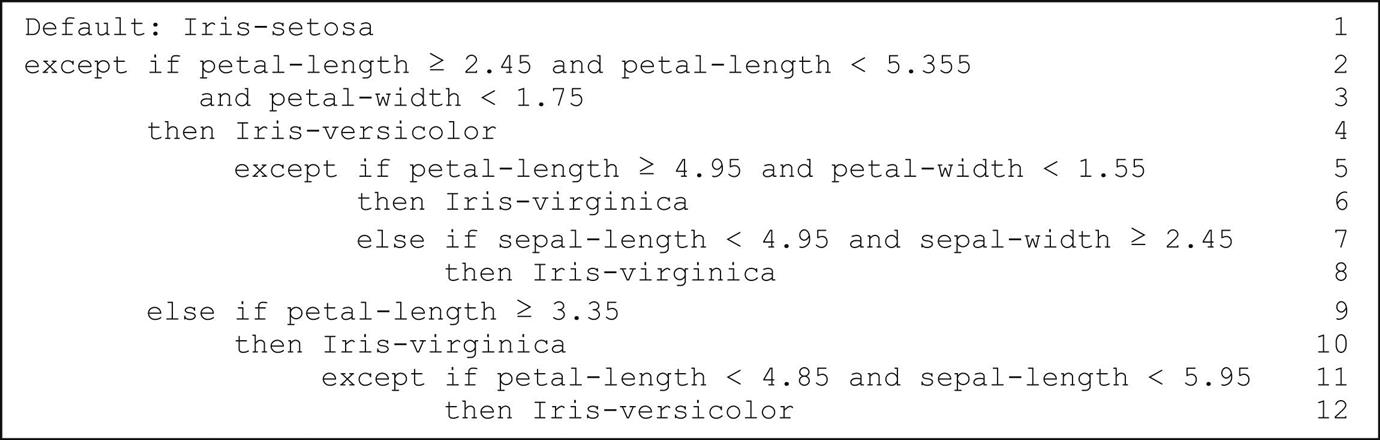 Default: Iris-setosa 1
except if petal-length ≥ 2.45 and petal-length < 5.355 2
and petal-width < 1.75 3
then Iris-versicolor 4
except if petal-length ≥ 4.95 and petal-width < 1.55 5
then Iris-virginica 6
else if sepal-length < 4.95 and sepal-width ≥ 2.45 7
then Iris-virginica 8
else if petal-length ≥ 3.35 9
then Iris-virginica 10
except if petal-length < 4.85 and sepal-length < 5.95 11
then Iris-versicolor 12